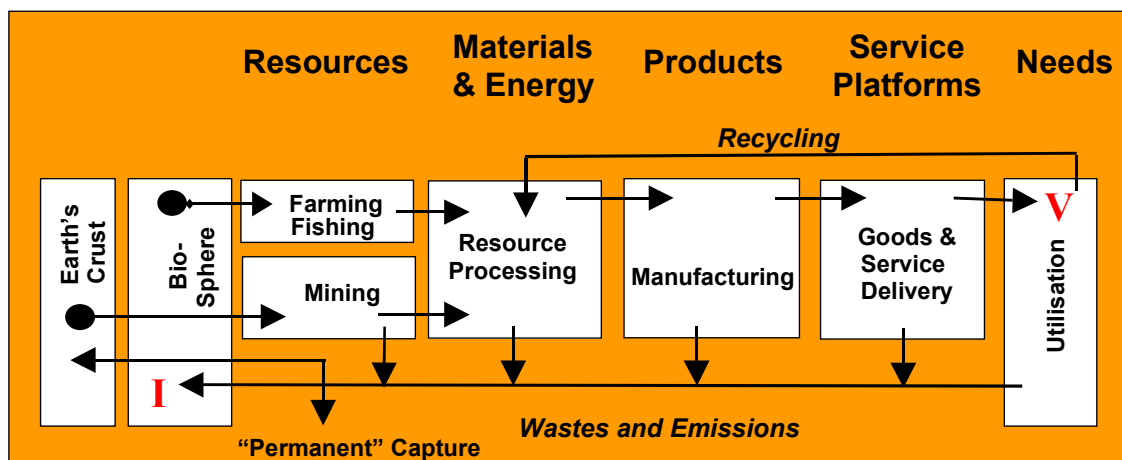 Resources
Materials
& Energy
Products
Service
Platforms
Needs
Recycling
Earth's
Crust
Bio-
Sphere
Farming
Fishing
Mining
Resource
Processing
Manufacturing
Goods &
Service
Delivery
V
Utilisation
I
“Permanent” Capture
Wastes and Emissions